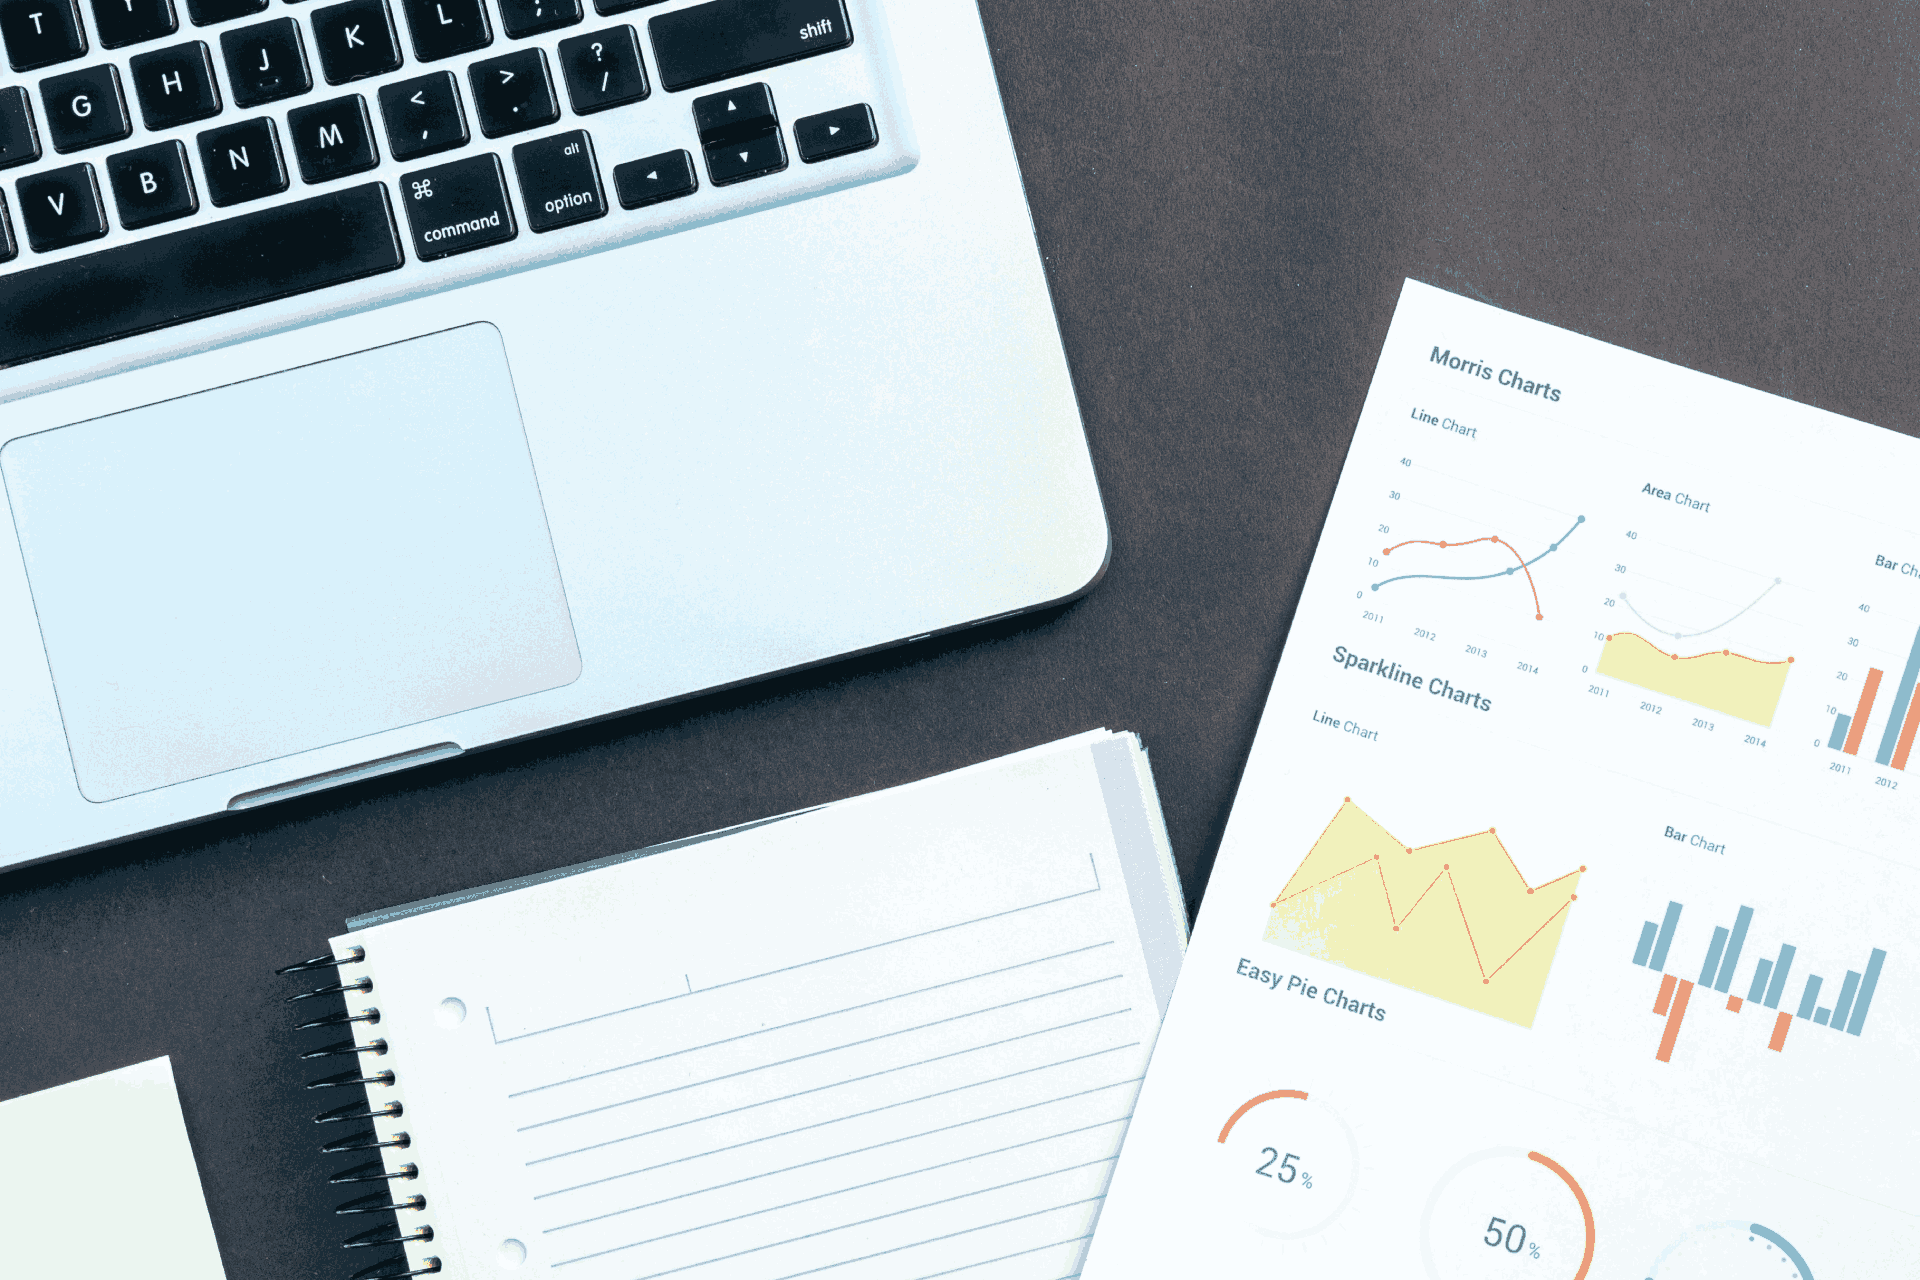 T
L
;
shift
G
H
J
K
<
,
>
.
?
/
V
B
N
M
⌘
command
alt
option
Morris Charts
Line Chart
40
30
20
10
0
2011
2012
2013
2014
Area Chart
40
30
20
10
0
2011
2012
2013
2014
Bar
40
30
20
10
0
2011
2012
Sparkline Charts
Line Chart
Bar Chart
Easy Pie Charts
25%
50%